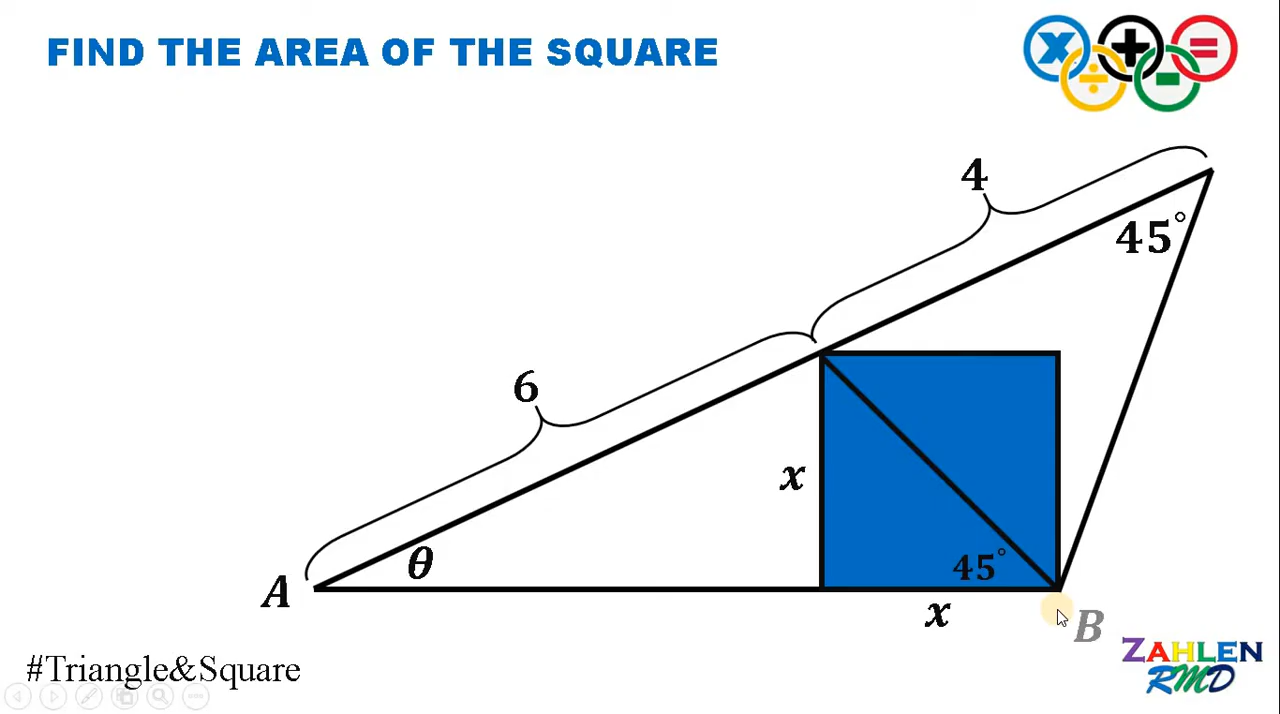 FIND THE AREA OF THE SQUARE
4
45°
6
x
θ
45°
A
x
B
#Triangle&Square
ZAHLEN
RMD